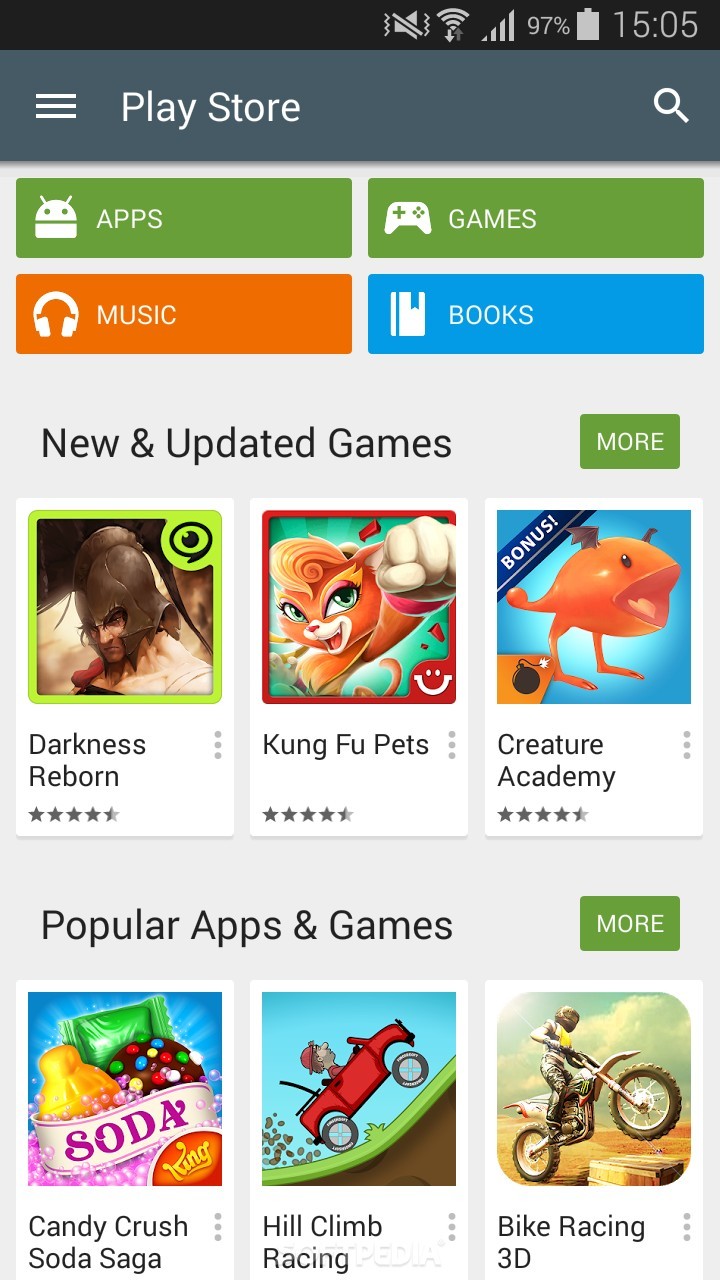 97% 15:05
Play Store
APPS
GAMES
MUSIC
BOOKS
New & Updated Games
MORE
BONUS!
Darkness
Reborn
Kung Fu Pets
Creature
Academy
Popular Apps & Games
MORE
SODA
King
Candy Crush
Soda Saga
Hill Climb
Racing
Bike Racing
3D
SOFTPEDIA